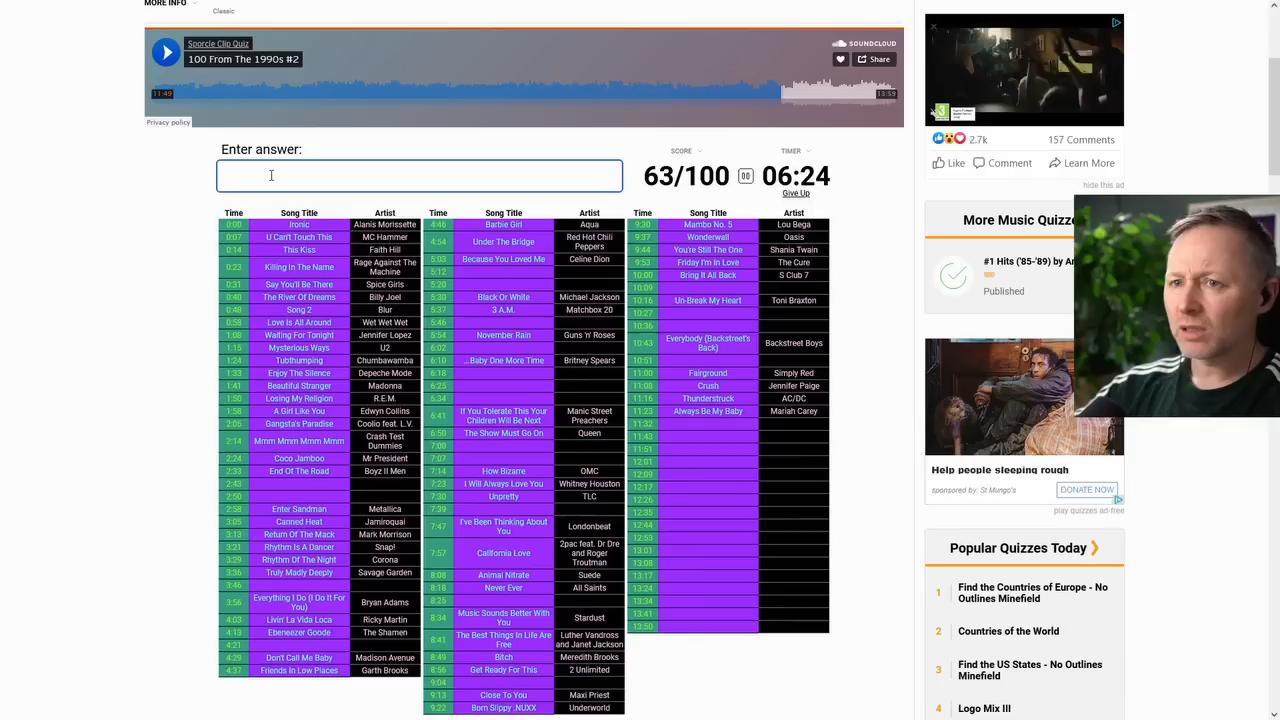 MORE INFO
Classic
Sporcle Clip Quiz
100 From The 1990s #2
SOUNDCLOUD
Share
11:49
13:59
Privacy policy
Enter answer:
SCORE
TIMER
63/100
00
06:24
Give Up
Time Song Title Artist
0:00 Ironic Alanis Morissette
0:07 U Can't Touch This MC Hammer
0:14 This Kiss Faith Hill
0:23 Killing In The Name Rage Against The Machine
0:31 Say You'll Be There Spice Girls
0:40 The River Of Dreams Billy Joel
0:48 Song 2 Blur
0:58 Love Is All Around Wet Wet Wet
1:08 Waiting For Tonight Jennifer Lopez
1:15 Mysterious Ways U2
1:24 Tubthumping Chumbawamba
1:33 Enjoy The Silence Depeche Mode
1:41 Beautiful Stranger Madonna
1:50 Losing My Religion R.E.M.
1:58 A Girl Like You Edwyn Collins
2:05 Gangsta's Paradise Coolio feat. L.V.
2:14 Mmm Mmm Mmm Mmm Crash Test Dummies
2:24 Coco Jamboo Mr President
2:33 End Of The Road Boyz II Men
2:43
2:50
2:58 Enter Sandman Metallica
3:05 Canned Heat Jamiroquai
3:13 Return Of The Mack Mark Morrison
3:21 Rhythm Is A Dancer Snap!
3:29 Rhythm Of The Night Corona
3:36 Truly Madly Deeply Savage Garden
3:46
3:56 Everything I Do (I Do It For You) Bryan Adams
4:03 Livin' La Vida Loca Ricky Martin
4:13 Ebeneezer Goode The Shamen
4:21
4:29 Don't Call Me Baby Madison Avenue
4:37 Friends In Low Places Garth Brooks
Time Song Title Artist
4:46 Barbie Girl Aqua
4:54 Under The Bridge Red Hot Chili Peppers
5:03 Because You Loved Me Celine Dion
5:12
5:20
5:30 Black Or White Michael Jackson
5:37 3 A.M. Matchbox 20
5:46
5:54 November Rain Guns 'n' Roses
6:02
6:10 ...Baby One More Time Britney Spears
6:18
6:25
6:34
6:41 If You Tolerate This Your Children Will Be Next Manic Street Preachers
6:50 The Show Must Go On Queen
7:00
7:07
7:14 How Bizarre OMC
7:23 I Will Always Love You Whitney Houston
7:30 Unpretty TLC
7:39
7:47 I've Been Thinking About You Londonbeat
7:57 California Love 2pac feat. Dr Dre and Roger Troutman
8:08 Animal Nitrate Suede
8:18 Never Ever All Saints
8:25
8:34 Music Sounds Better With You Stardust
8:41 The Best Things In Life Are Free Luther Vandross and Janet Jackson
8:49 Bitch Meredith Brooks
8:56 Get Ready For This 2 Unlimited
9:04
9:13 Close To You Maxi Priest
9:22 Born Slippy .NUXX Underworld
Time Song Title Artist
9:30 Mambo No. 5 Lou Bega
9:37 Wonderwall Oasis
9:44 You're Still The One Shania Twain
9:53 Friday I'm In Love The Cure
10:00 Bring It All Back S Club 7
10:09
10:16 Un-Break My Heart Toni Braxton
10:27
10:36
10:43 Everybody (Backstreet's Back) Backstreet Boys
10:51
11:00 Fairground Simply Red
11:08 Crush Jennifer Paige
11:16 Thunderstruck AC/DC
11:23 Always Be My Baby Mariah Carey
11:32
11:43
11:51
12:01
12:09
12:17
12:26
12:35
12:44
12:53
13:01
13:08
13:17
13:24
13:34
13:41
13:50
3
2.7k 157 Comments
Like Comment Learn More
hide this ad
More Music Quizze
#1 Hits ('85-'89) by Ar
Published
Help people sleeping rough
sponsored by: St Mungo's
DONATE NOW
play quizzes ad-free
Popular Quizzes Today
1 Find the Countries of Europe - No Outlines Minefield
2 Countries of the World
3 Find the US States - No Outlines Minefield
4 Logo Mix III